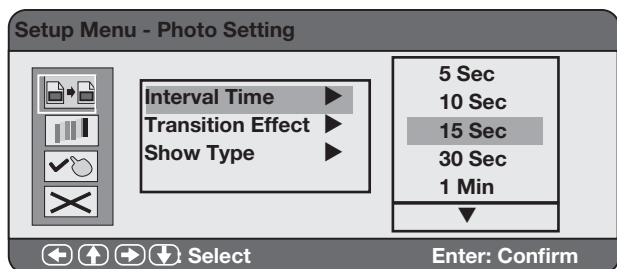 Setup Menu - Photo Setting
Interval Time
Transition Effect
Show Type
5 Sec
10 Sec
15 Sec
30 Sec
1 Min
: Select
Enter: Confirm